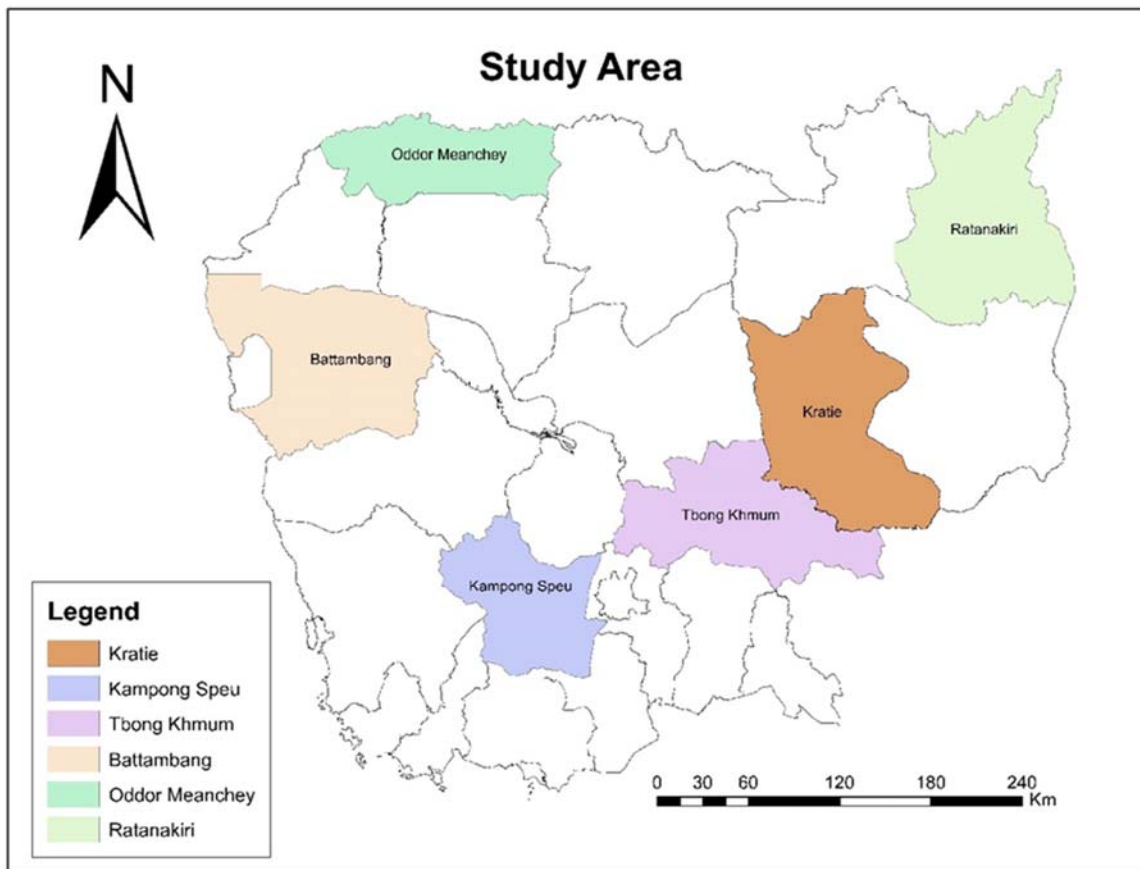 Study Area
N
Oddor Meanchey
Ratanakiri
Battambang
Kratie
Tbong Khmum
Kampong Speu
Legend
Kratie
Kampong Speu
Tbong Khmum
Battambang
Oddor Meanchey
Ratanakiri
0 30 60 120 180 240
Km